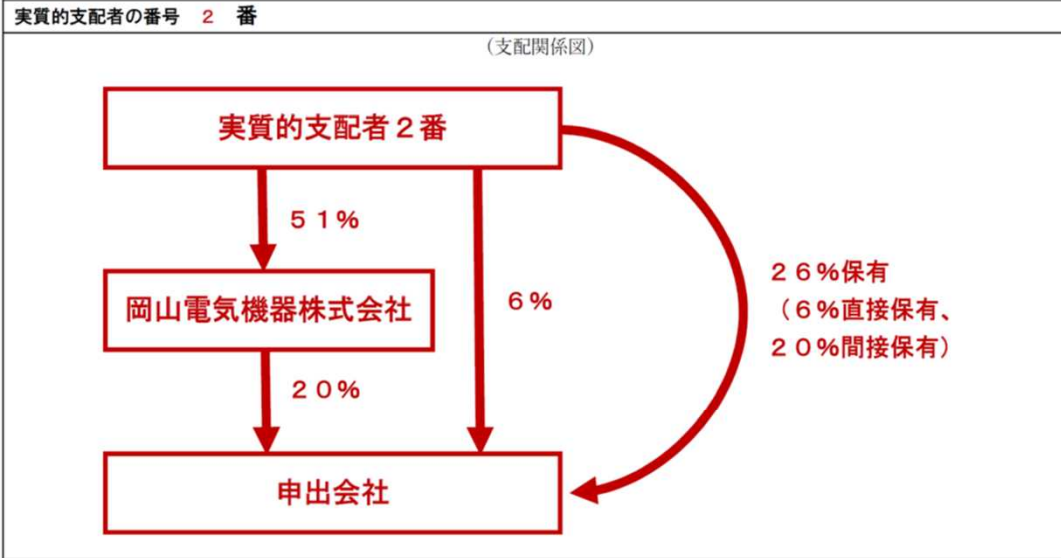 実質的支配者の番号 2 番
（支配関係図）
実質的支配者２番
５１%
岡山電気機器株式会社
６%
２６%保有
（６%直接保有、
２０%間接保有）
２０%
申出会社